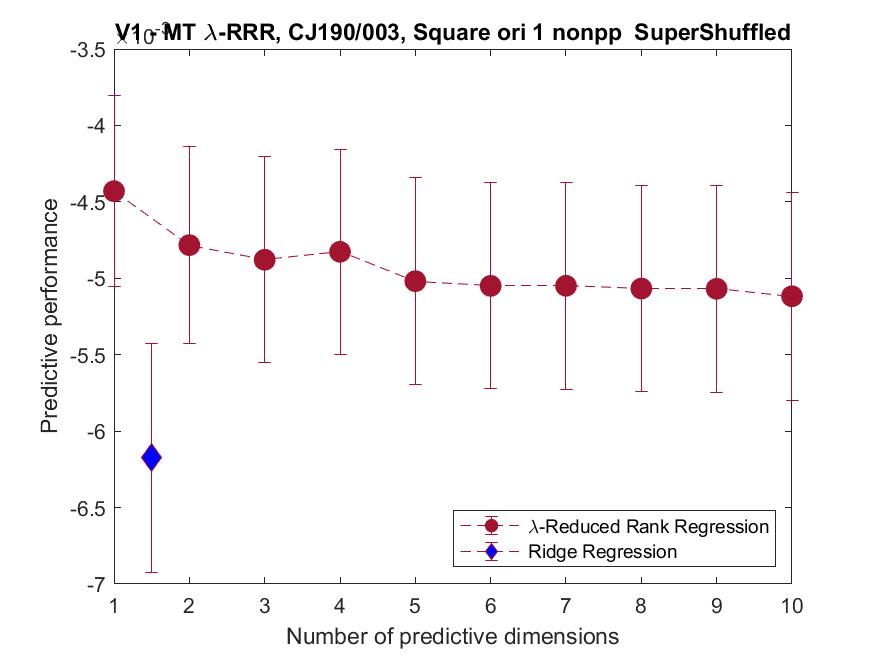 V1 - MT λ-RRR, CJ190/003, Square ori 1 nonpp  SuperShuffled
×10-3
-3.5
-4
-4.5
-5
-5.5
-6
-6.5
-7
Predictive performance
λ-Reduced Rank Regression
Ridge Regression
1 2 3 4 5 6 7 8 9 10
Number of predictive dimensions